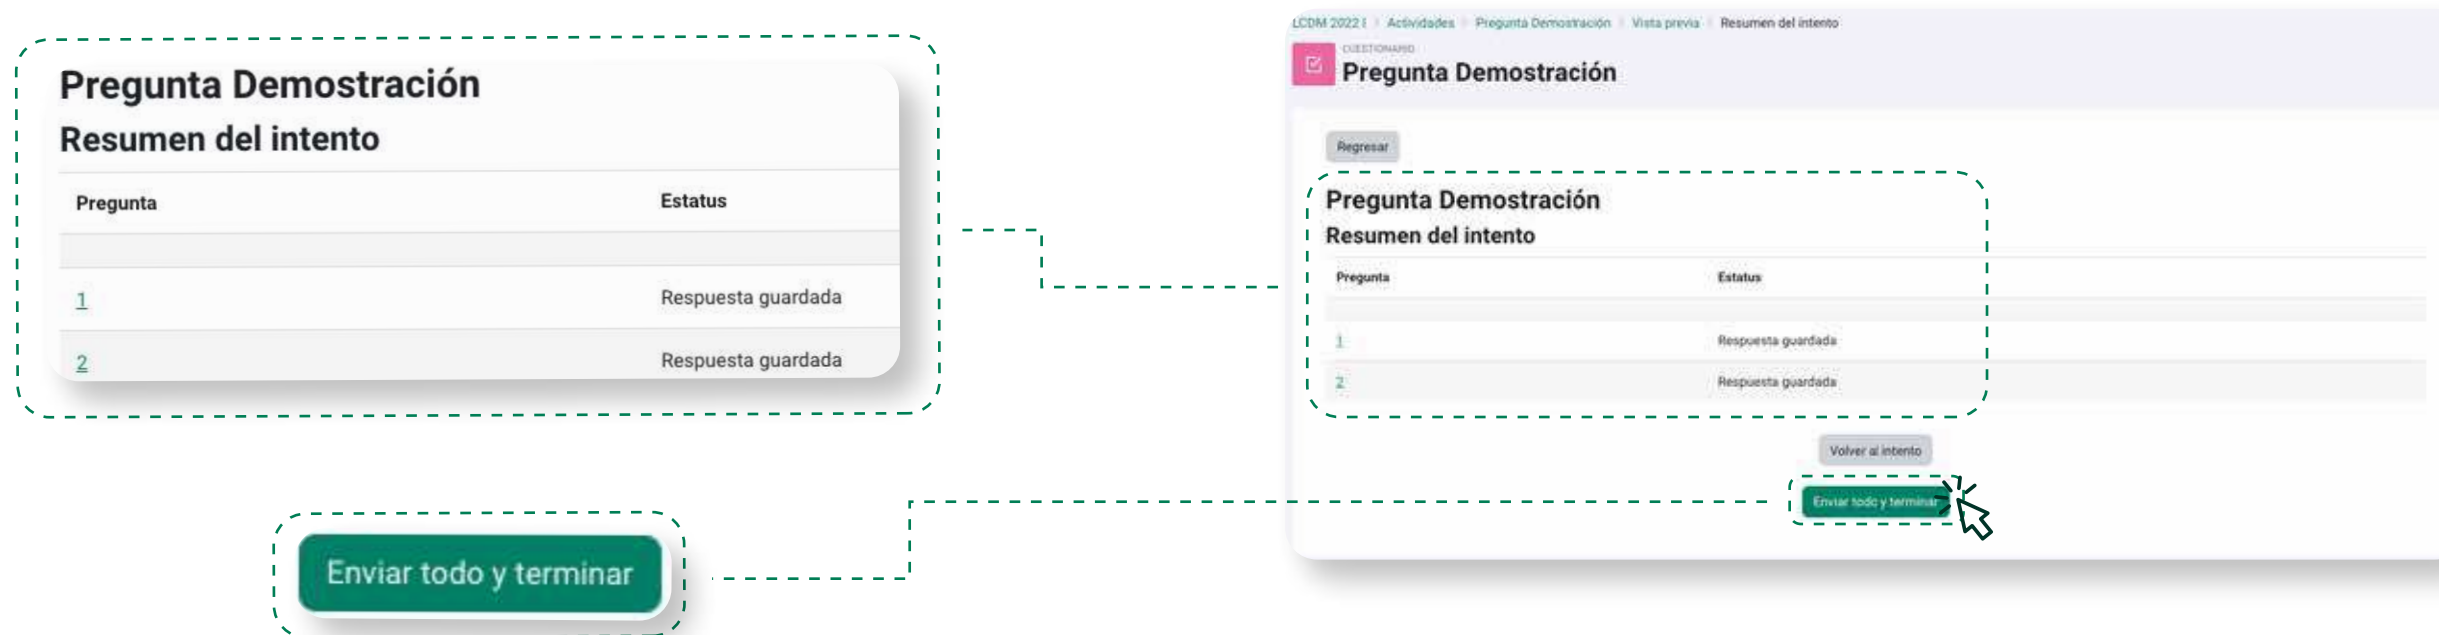 Pregunta Demostración
Resumen del intento
Pregunta Estatus
1 Respuesta guardada
2 Respuesta guardada
Enviar todo y terminar
LCDM 2022 Actividades Pregunta Demostración Vista previa Resumen del intento
CUESTIONARIO
Pregunta Demostración
Regresar
Pregunta Demostración
Resumen del intento
Pregunta Estatus
1 Respuesta guardada
2 Respuesta guardada
Volver al intento
Enviar todo y terminar